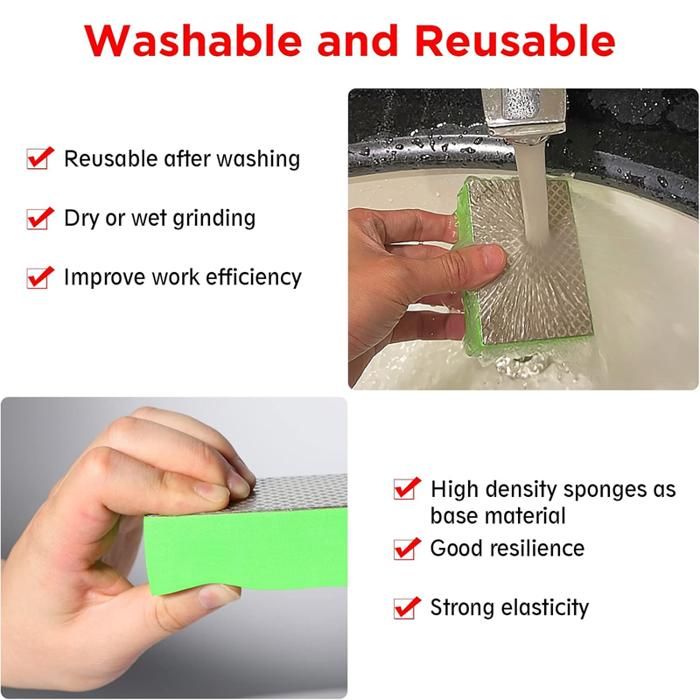 Washable and Reusable
Reusable after washing
Dry or wet grinding
Improve work efficiency
High density sponges as
base material
Good resilience
Strong elasticity